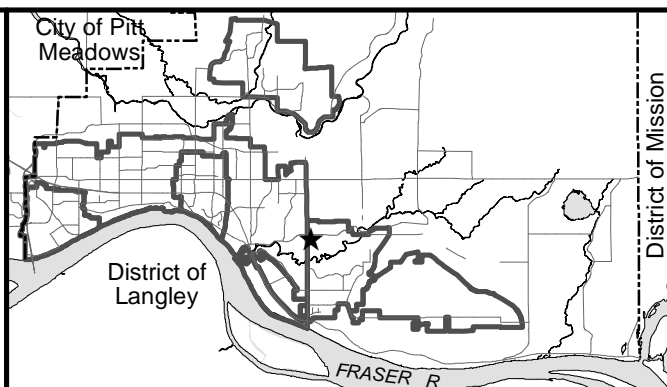 City of Pitt
Meadows
District of Mission
District of
Langley
FRASER R.